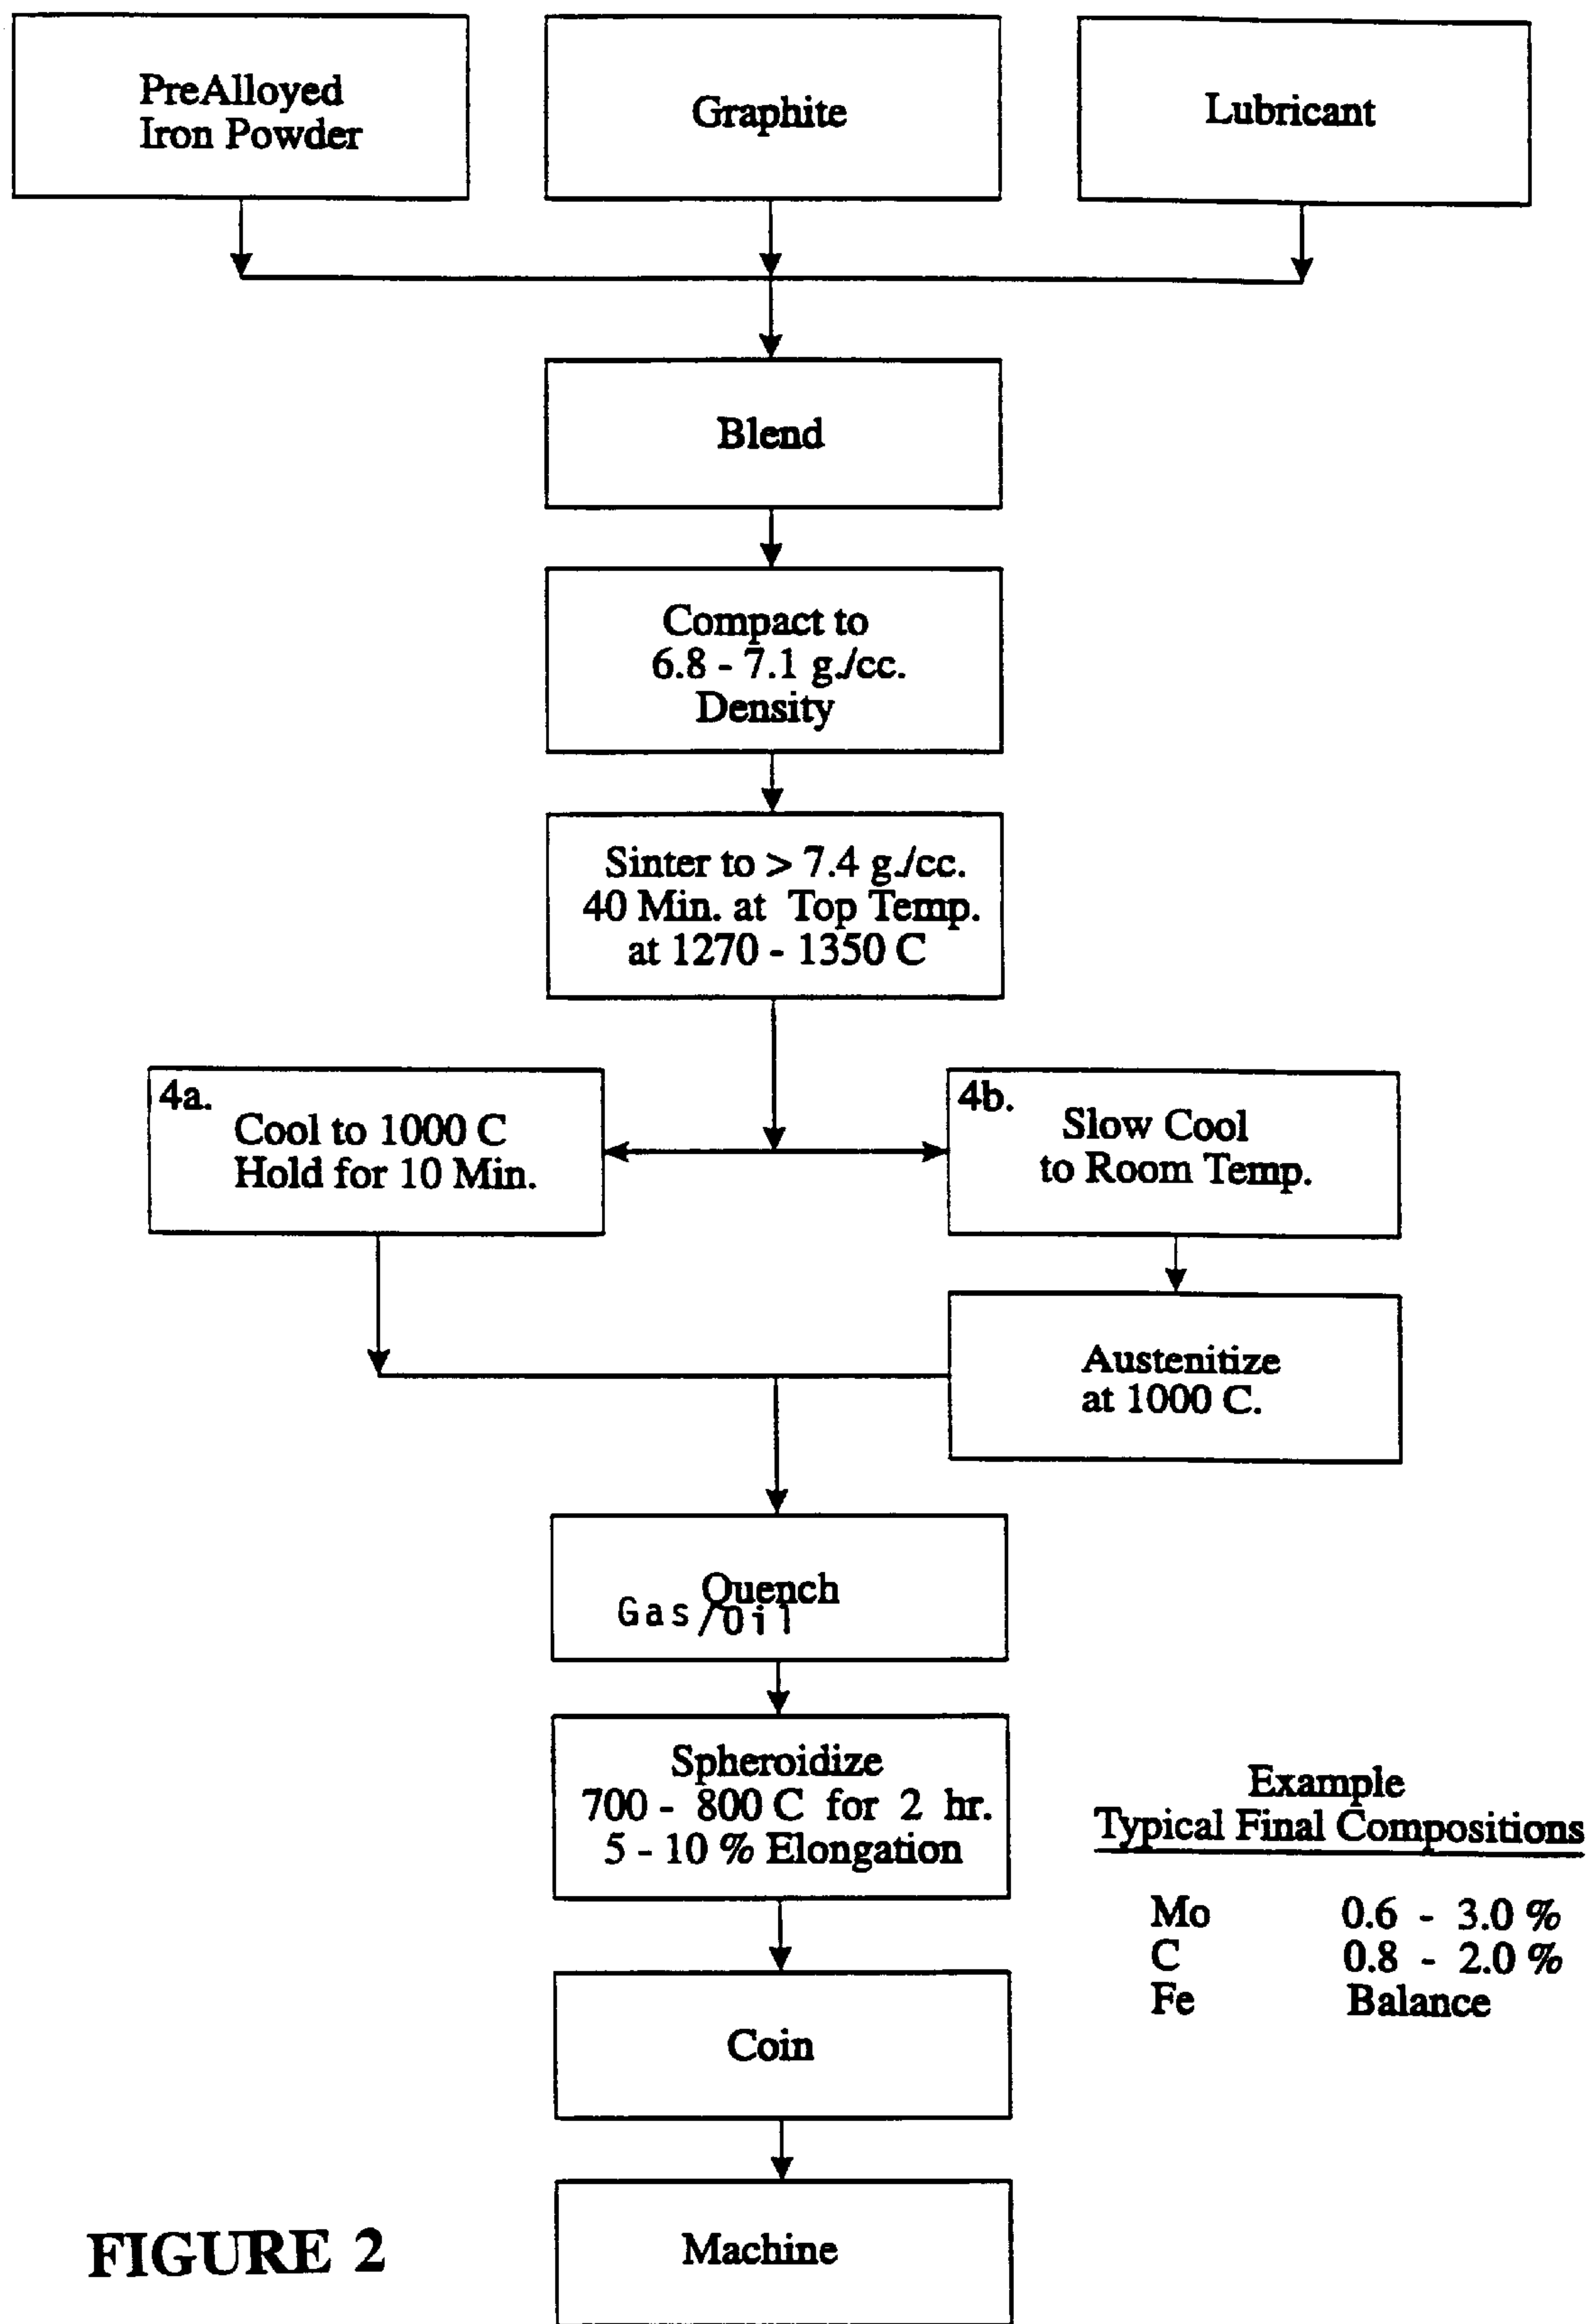 PreAlloyed
Iron Powder
Graphite
Lubricant
Blend
Compact to
6.8 - 7.1 g./cc.
Density
Sinter to > 7.4 g./cc.
40 Min. at Top Temp.
at 1270 - 1350 C
4a.
Cool to 1000 C
Hold for 10 Min.
4b.
Slow Cool
to Room Temp.
Austenitize
at 1000 C.
Quench
Gas/Oil
Spheroidize
700 - 800 C for 2 hr.
5 - 10 % Elongation
Example
Typical Final Compositions
Mo 0.6 - 3.0 %
C 0.8 - 2.0 %
Fe Balance
Coin
Machine
FIGURE 2